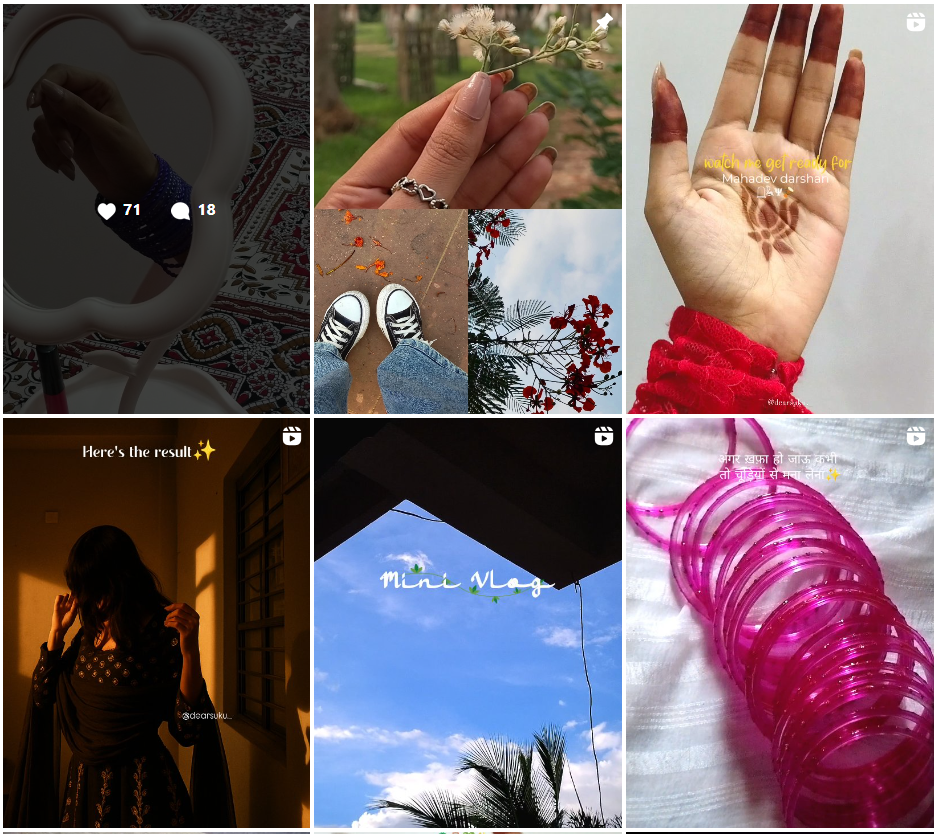 71 18
watch me get ready for
Mahadev darshan
@dearsuku...
Here's the result✨
@dearsuku...
Mini Vlog
अगर ख़फ़ा हो जाऊ कभी
तो चूड़ियों से मना लेना✨